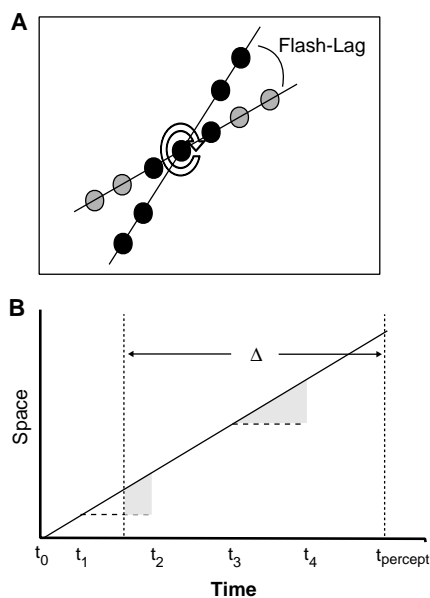 A
Flash-Lag
B
Δ
Space
t0 t1 t2 t3 t4 tpercept
Time